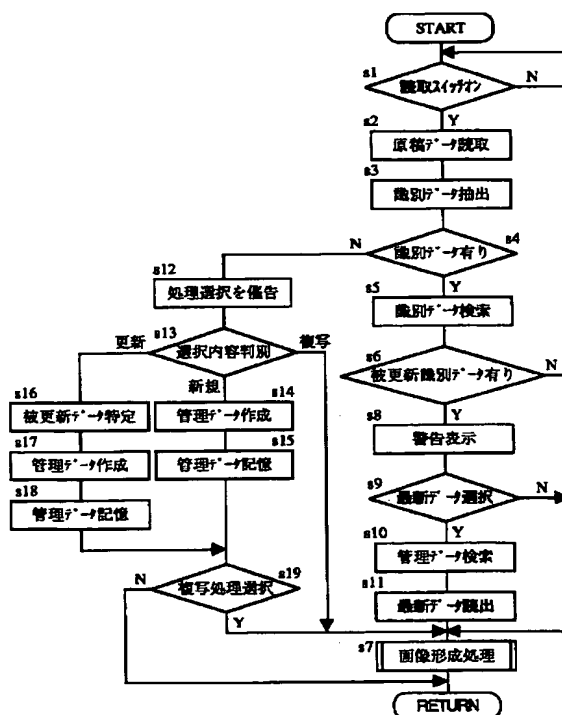 START
s1
読取スイッチオン
N
Y
s2
原稿データ読取
s3
識別データ抽出
s4
識別データ有り
N
Y
s12
処理選択を催告
s5
識別データ検索
s13
選択内容判別
更新
複写
新規
s6
被更新識別データ有り
N
Y
s16
被更新データ特定
s14
管理データ作成
s8
警告表示
s17
管理データ作成
s15
管理データ記憶
s18
管理データ記憶
s9
最新データ選択
N
Y
s10
管理データ検索
s11
最新データ読出
s19
複写処理選択
N
Y
s7
画像形成処理
RETURN